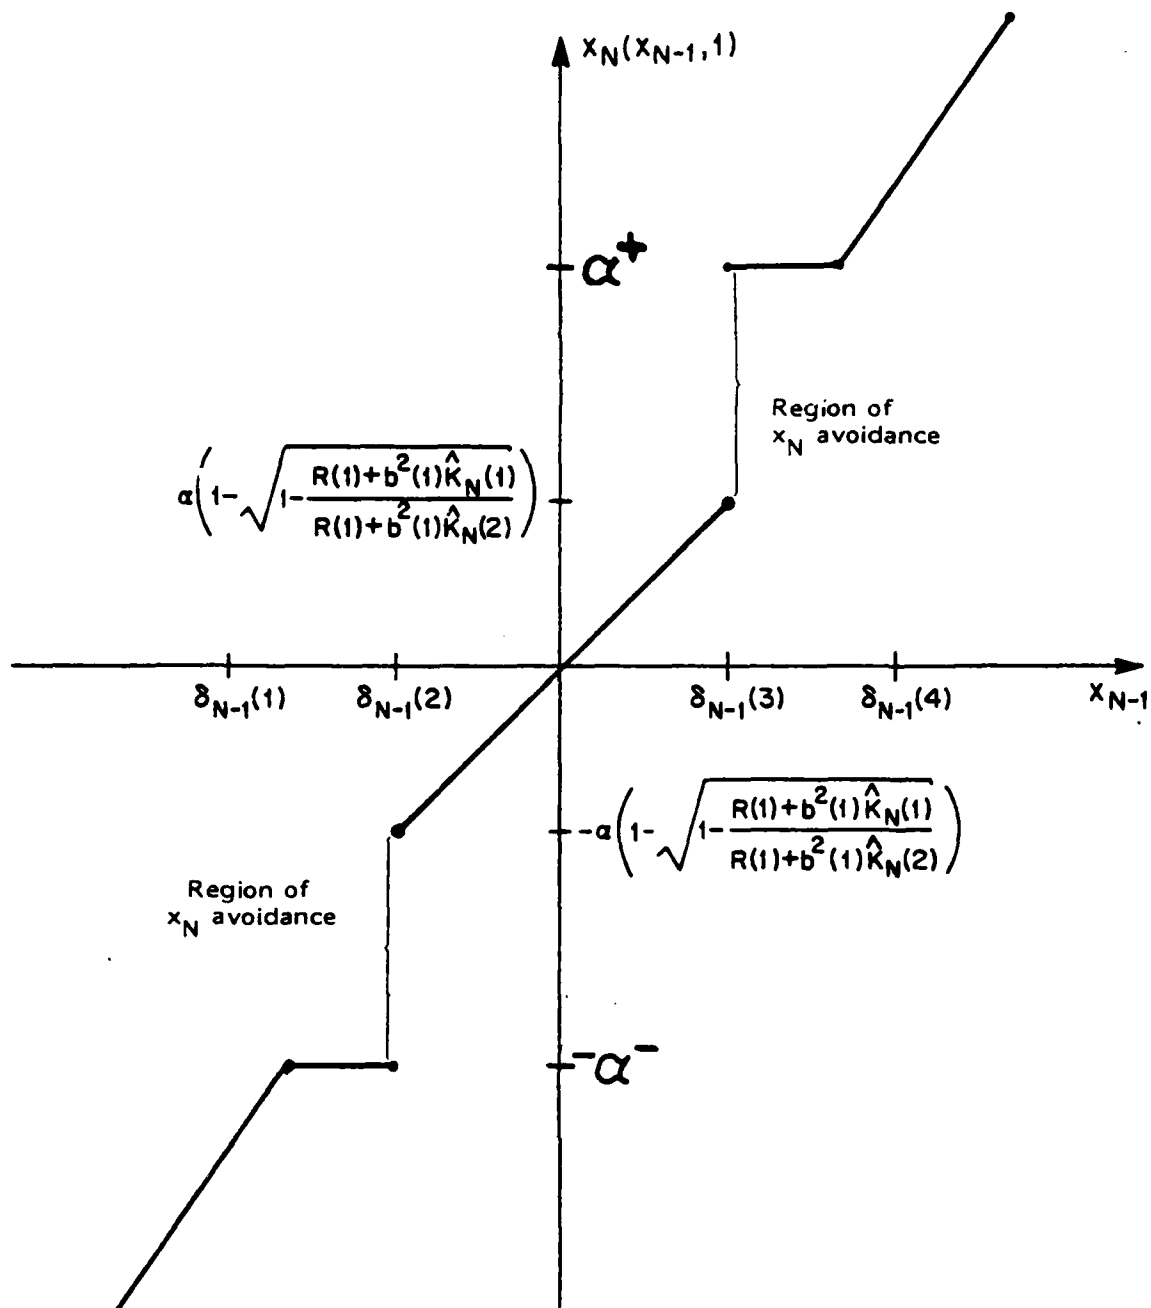 x_N(x_{N-1},1)
α⁺
Region of
x_N avoidance
α(1-√(1-(R(1)+b²(1)K̂_N(1))/(R(1)+b²(1)K̂_N(2))))
δ_{N-1}(1) δ_{N-1}(2) δ_{N-1}(3) δ_{N-1}(4) x_{N-1}
-α(1-√(1-(R(1)+b²(1)K̂_N(1))/(R(1)+b²(1)K̂_N(2))))
Region of
x_N avoidance
-α⁻